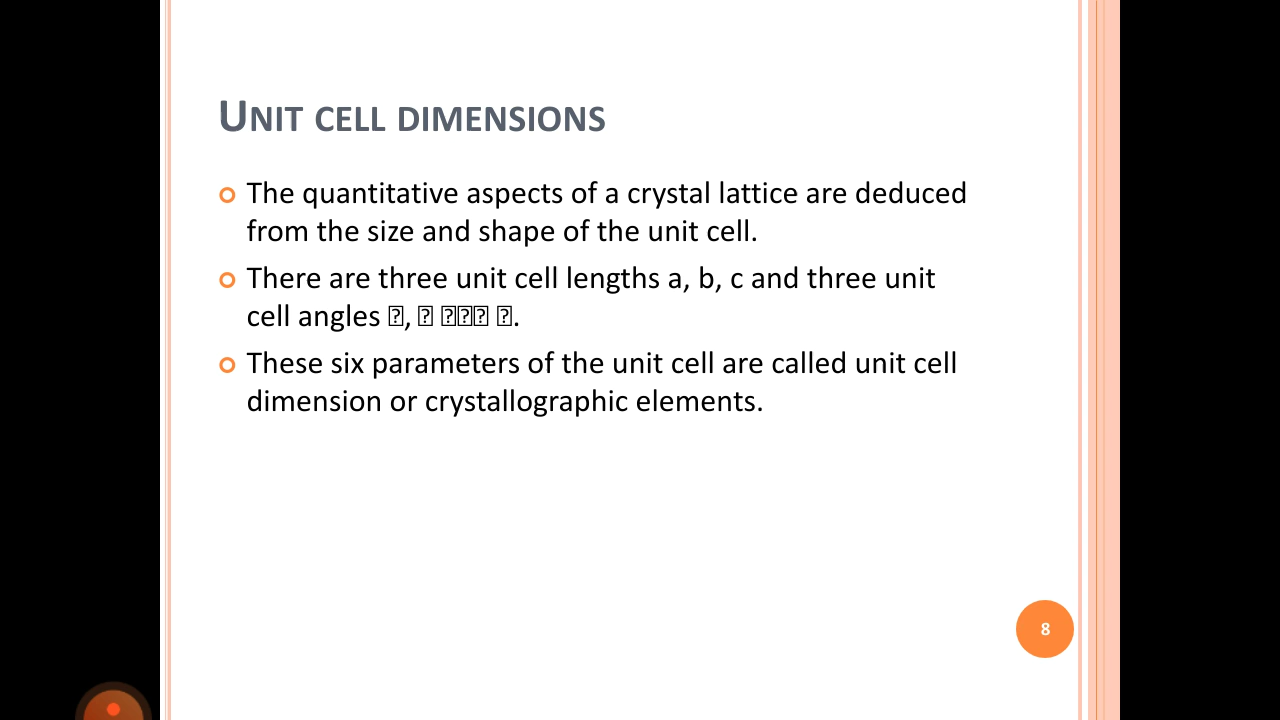 UNIT CELL DIMENSIONS
The quantitative aspects of a crystal lattice are deduced
from the size and shape of the unit cell.
There are three unit cell lengths a, b, c and three unit
cell angles , .
These six parameters of the unit cell are called unit cell
dimension or crystallographic elements.
8